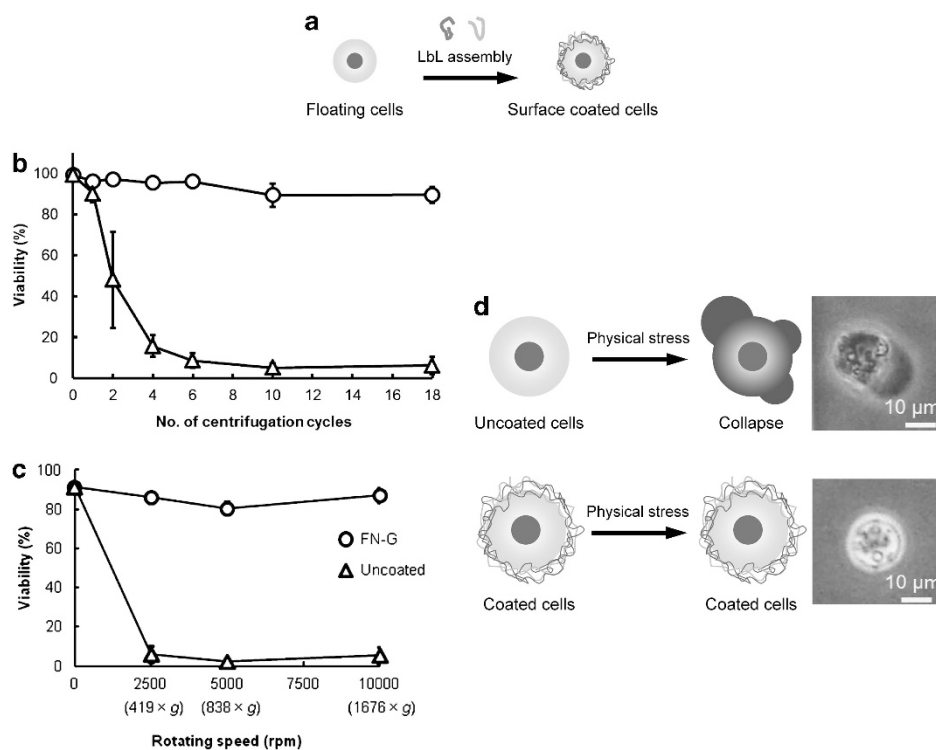 a
LbL assembly
Floating cells
Surface coated cells
b
100
80
60
40
20
0
Viability (%)
0 2 4 6 8 10 12 14 16 18
No. of centrifugation cycles
c
100
80
60
40
20
0
Viability (%)
FN-G
Uncoated
0 2500 5000 7500 10000
(419 × g) (838 × g) (1676 × g)
Rotating speed (rpm)
d
Physical stress
Uncoated cells
Collapse
10 μm
Physical stress
Coated cells
Coated cells
10 μm